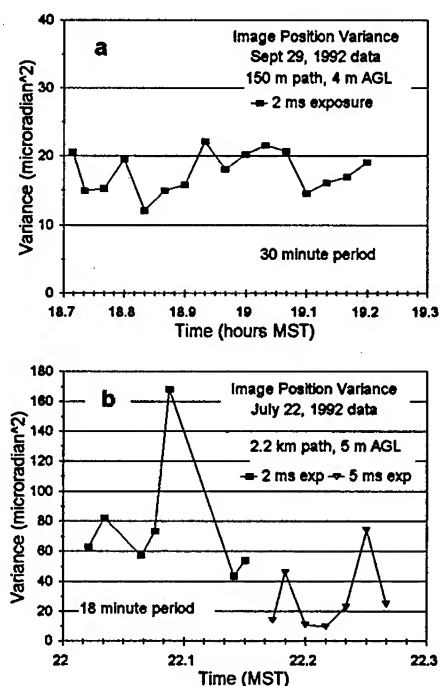 a
Image Position Variance
Sept 29, 1992 data
150 m path, 4 m AGL
2 ms exposure
30 minute period
Variance (microradian^2)
40
30
20
10
0
18.7 18.8 18.9 19 19.1 19.2 19.3
Time (hours MST)
b
Image Position Variance
July 22, 1992 data
2.2 km path, 5 m AGL
2 ms exp 5 ms exp
18 minute period
Variance (microradian^2)
180
160
140
120
100
80
60
40
20
0
22 22.1 22.2 22.3
Time (MST)